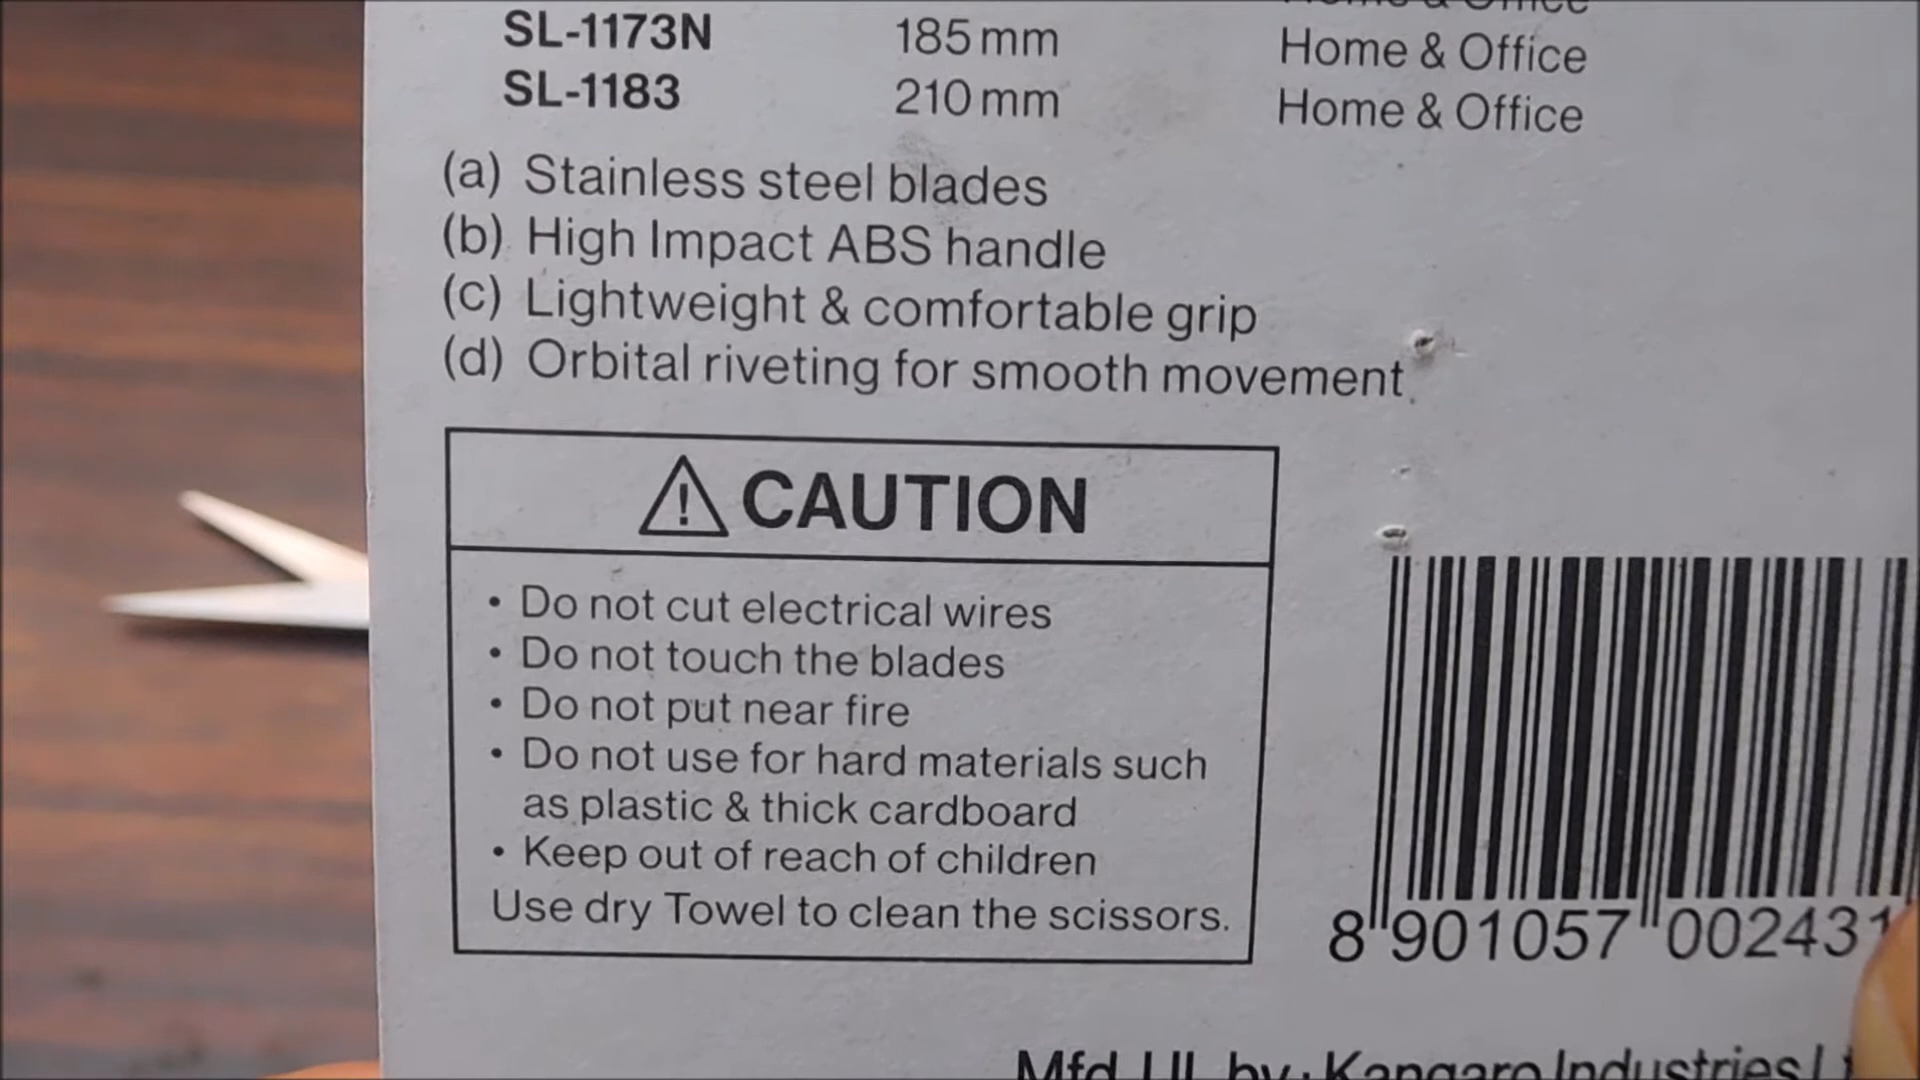 Home & Office
SL-1173N 185 mm Home & Office
SL-1183 210 mm Home & Office
(a) Stainless steel blades
(b) High Impact ABS handle
(c) Lightweight & comfortable grip
(d) Orbital riveting for smooth movement
CAUTION
• Do not cut electrical wires
• Do not touch the blades
• Do not put near fire
• Do not use for hard materials such
as plastic & thick cardboard
• Keep out of reach of children
Use dry Towel to clean the scissors.
8 901057 002431
by: Kangaro Industries